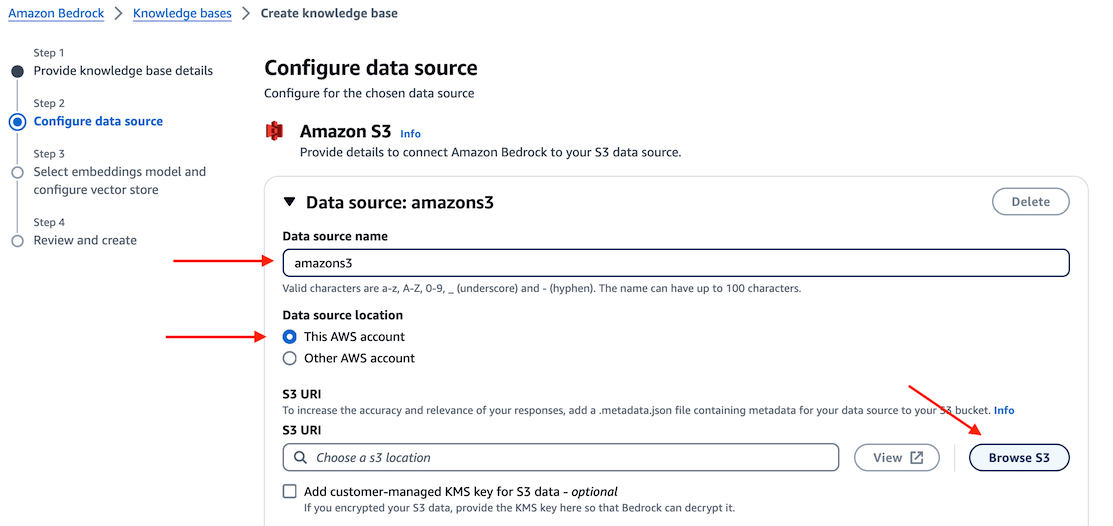 Amazon Bedrock > Knowledge bases > Create knowledge base
Step 1
Provide knowledge base details
Step 2
Configure data source
Step 3
Select embeddings model and
configure vector store
Step 4
Review and create
Configure data source
Configure for the chosen data source
Amazon S3 Info
Provide details to connect Amazon Bedrock to your S3 data source.
Data source: amazons3
Delete
Data source name
amazons3
Valid characters are a-z, A-Z, 0-9, _ (underscore) and - (hyphen). The name can have up to 100 characters.
Data source location
This AWS account
Other AWS account
S3 URI
To increase the accuracy and relevance of your responses, add a .metadata.json file containing metadata for your data source to your S3 bucket. Info
S3 URI
Choose a s3 location
View
Browse S3
Add customer-managed KMS key for S3 data - optional
If you encrypted your S3 data, provide the KMS key here so that Bedrock can decrypt it.